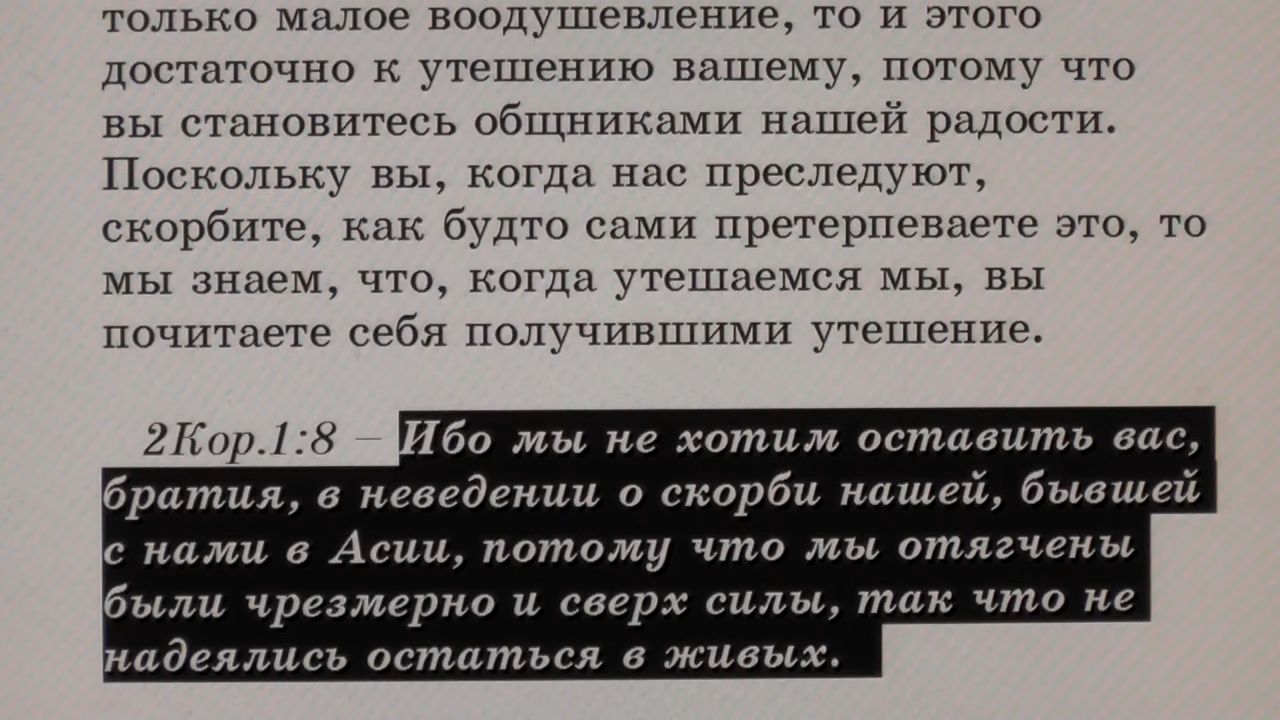 только малое воодушевление, то и этого
достаточно к утешению вашему, потому что
вы становитесь общниками нашей радости.
Поскольку вы, когда нас преследуют,
скорбите, как будто сами претерпеваете это, то
мы знаем, что, когда утешаемся мы, вы
почитаете себя получившими утешение.
2Кор.1:8 – Ибо мы не хотим оставить вас,
братия, в неведении о скорби нашей, бывшей
с нами в Асии, потому что мы отягчены
были чрезмерно и сверх силы, так что не
надеялись остаться в живых.